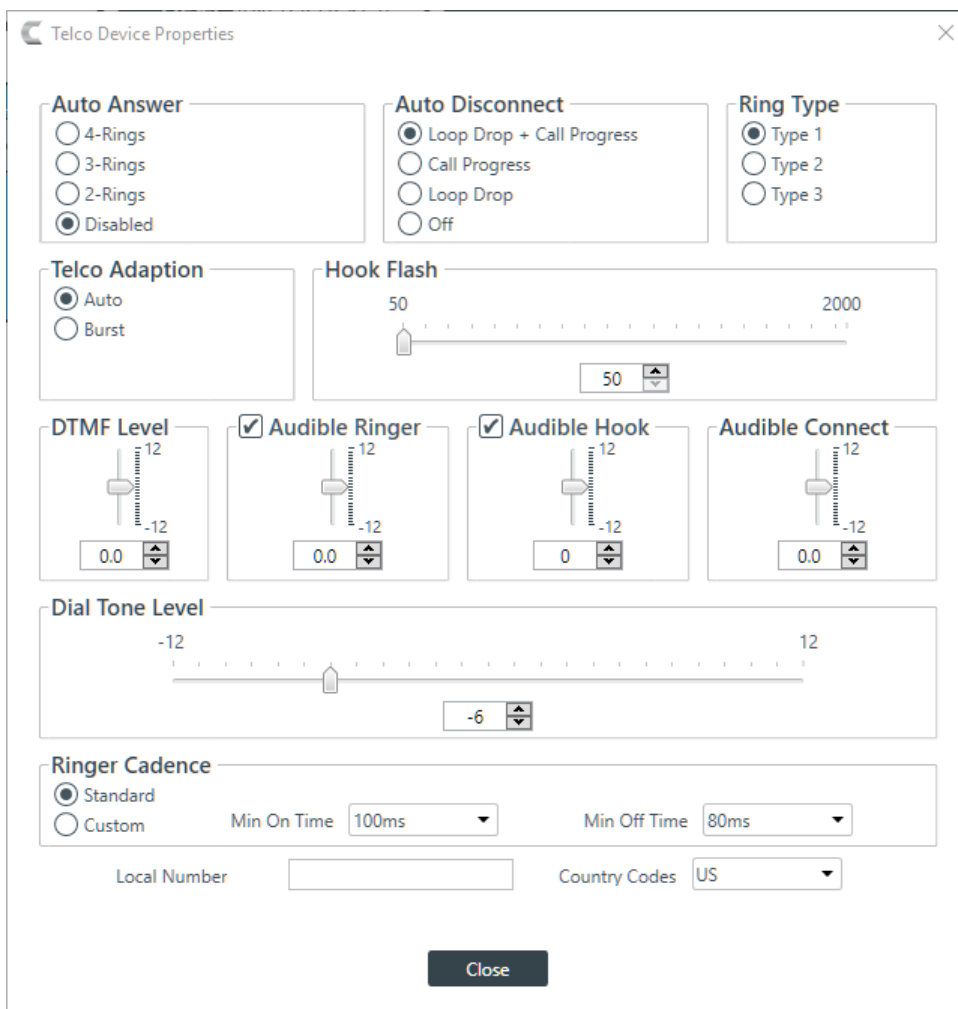 Telco Device Properties
Auto Answer
4-Rings
3-Rings
2-Rings
Disabled
Auto Disconnect
Loop Drop + Call Progress
Call Progress
Loop Drop
Off
Ring Type
Type 1
Type 2
Type 3
Telco Adaption
Auto
Burst
Hook Flash
50 2000
50
DTMF Level
12
-12
0.0
Audible Ringer
12
-12
0.0
Audible Hook
12
-12
0
Audible Connect
12
-12
0.0
Dial Tone Level
-12 12
-6
Ringer Cadence
Standard
Custom
Min On Time 100ms Min Off Time 80ms
Local Number Country Codes US
Close